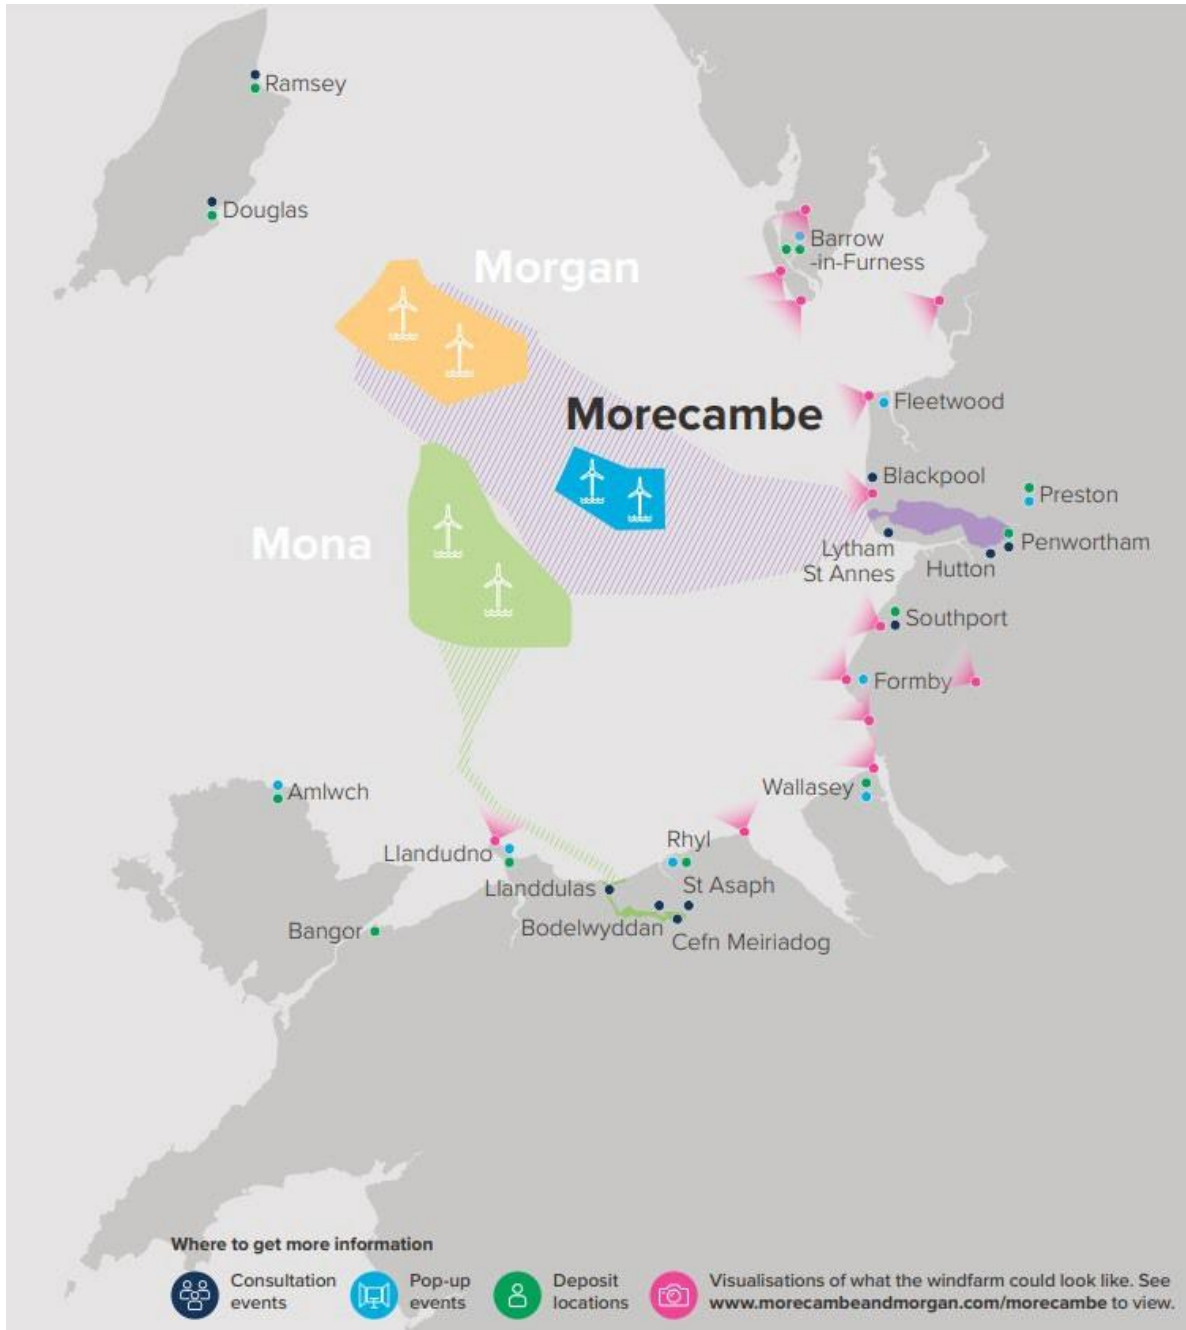 Ramsey
Douglas
Morgan
Barrow
-in-Furness
Morecambe
Fleetwood
Blackpool
Preston
Mona
Lytham
St Annes
Penwortham
Hutton
Southport
Formby
Wallasey
Amlwch
Llandudno
Rhyl
Llanddulas
St Asaph
Bodelwyddan
Bangor
Cefn Meiriadog
Where to get more information
Consultation
events
Pop-up
events
Deposit
locations
Visualisations of what the windfarm could look like. See
www.morecambeandmorgan.com/morecambe to view.